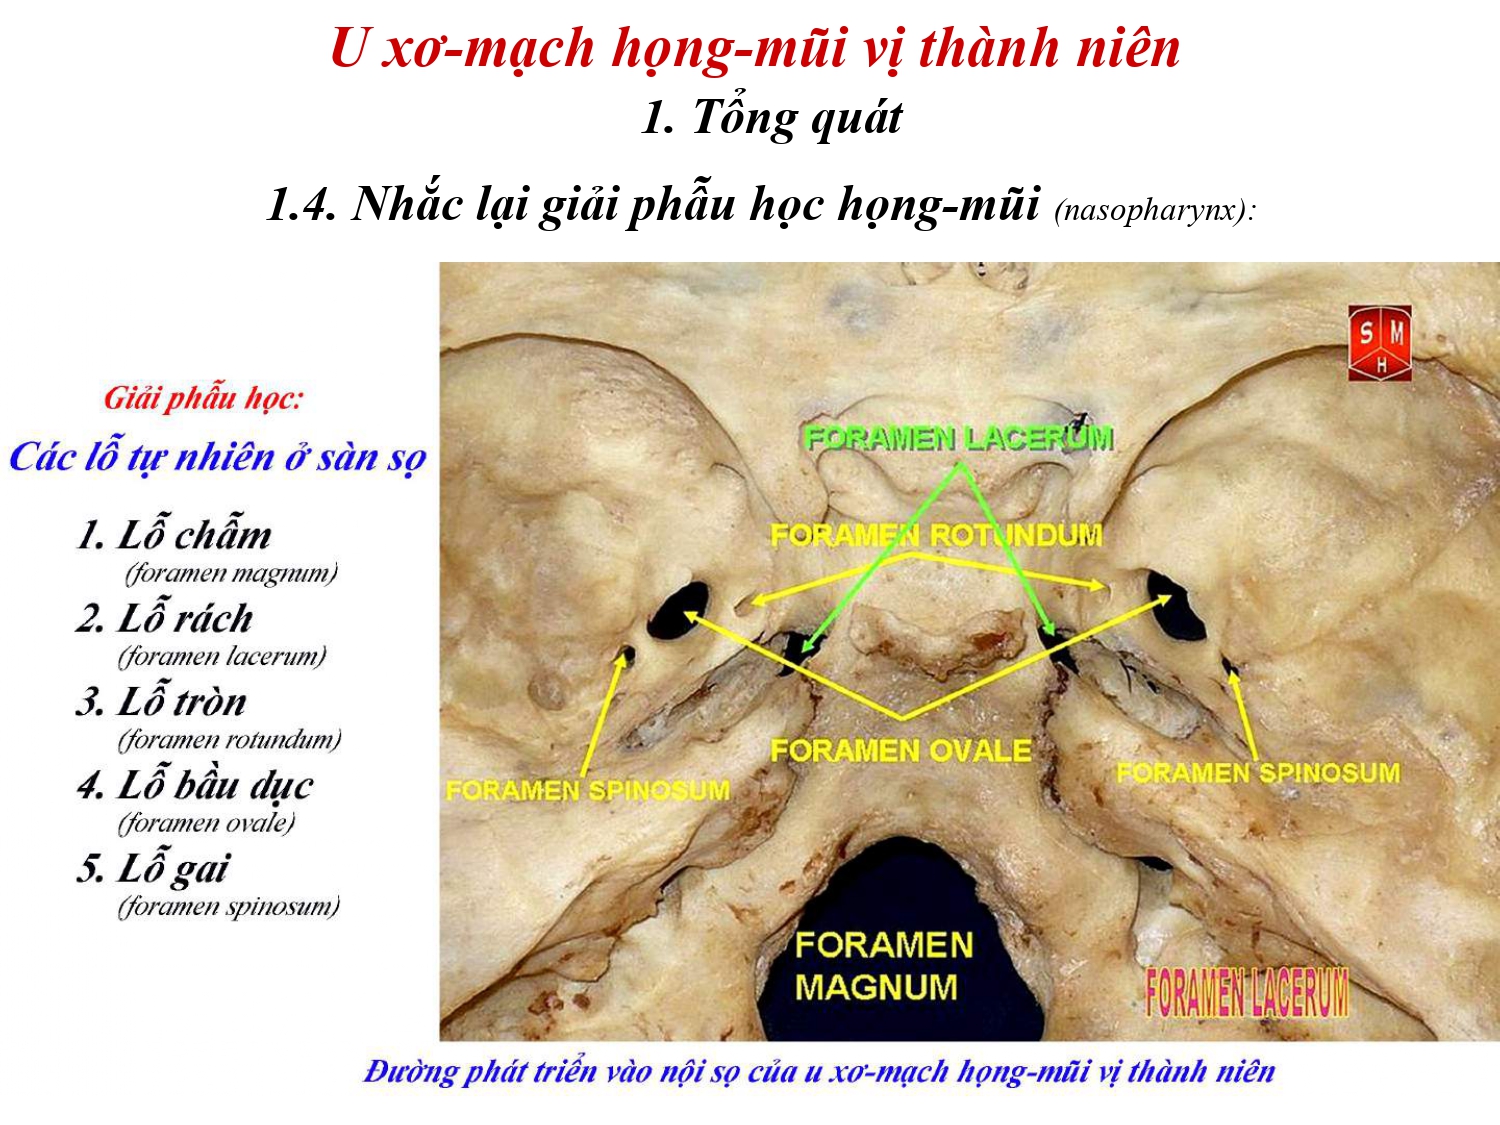 U xơ-mạch họng-mũi vị thành niên
1. Tổng quát
1.4. Nhắc lại giải phẫu học họng-mũi (nasopharynx):
Giải phẫu học:
Các lỗ tự nhiên ở sàn sọ
1. Lỗ chẫm
(foramen magnum)
2. Lỗ rách
(foramen lacerum)
3. Lỗ tròn
(foramen rotundum)
4. Lỗ bầu dục
(foramen ovale)
5. Lỗ gai
(foramen spinosum)
S M
H
FORAMEN LACERUM
FORAMEN ROTUNDUM
FORAMEN OVALE
FORAMEN SPINOSUM
FORAMEN SPINOSUM
FORAMEN
MAGNUM
FORAMEN LACERUM
Đường phát triển vào nội sọ của u xơ-mạch họng-mũi vị thành niên